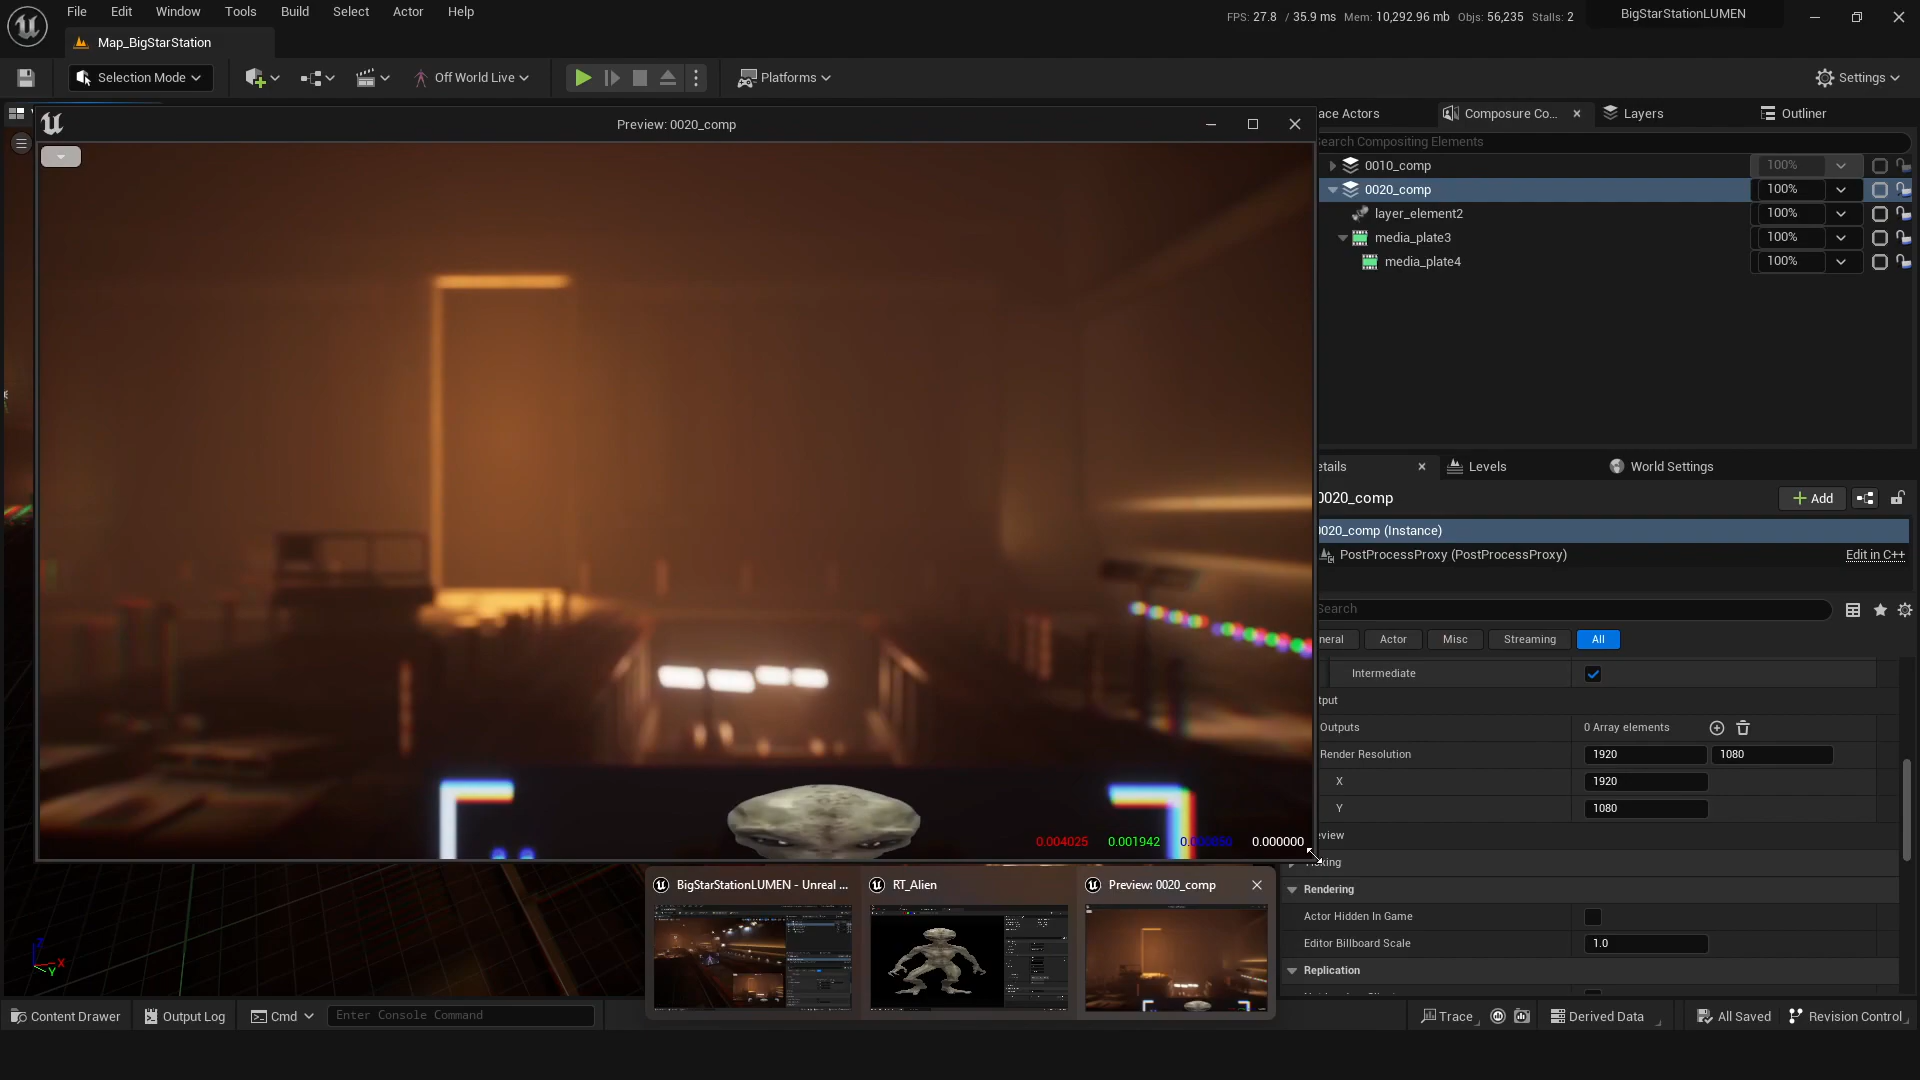 File Edit Window Tools Build Select Actor Help
FPS: 27.8 / 35.9 ms Mem: 10,292.96 mb Objs: 56,235 Stalls: 2
BigStarStationLUMEN
Map_BigStarStation
Selection Mode
Off World Live
Platforms
Settings
Preview: 0020_comp
ace Actors
Composure Co...
Layers
Outliner
earch Compositing Elements
0010_comp 100%
0020_comp 100%
layer_element2 100%
media_plate3 100%
media_plate4 100%
etails
Levels
World Settings
0020_comp
Add
0020_comp (Instance)
PostProcessProxy (PostProcessProxy) Edit in C++
Search
neral Actor Misc Streaming All
Intermediate
tput
Outputs 0 Array elements
Render Resolution 1920 1080
X 1920
Y 1080
eview
0.004025 0.001942 0.000000
Rendering
Actor Hidden In Game
Editor Billboard Scale 1.0
Replication
BigStarStationLUMEN - Unreal ...
RT_Alien
Preview: 0020_comp
Z
X
Y
Content Drawer
Output Log
Cmd
Enter Console Command
Trace
Derived Data
All Saved
Revision Control